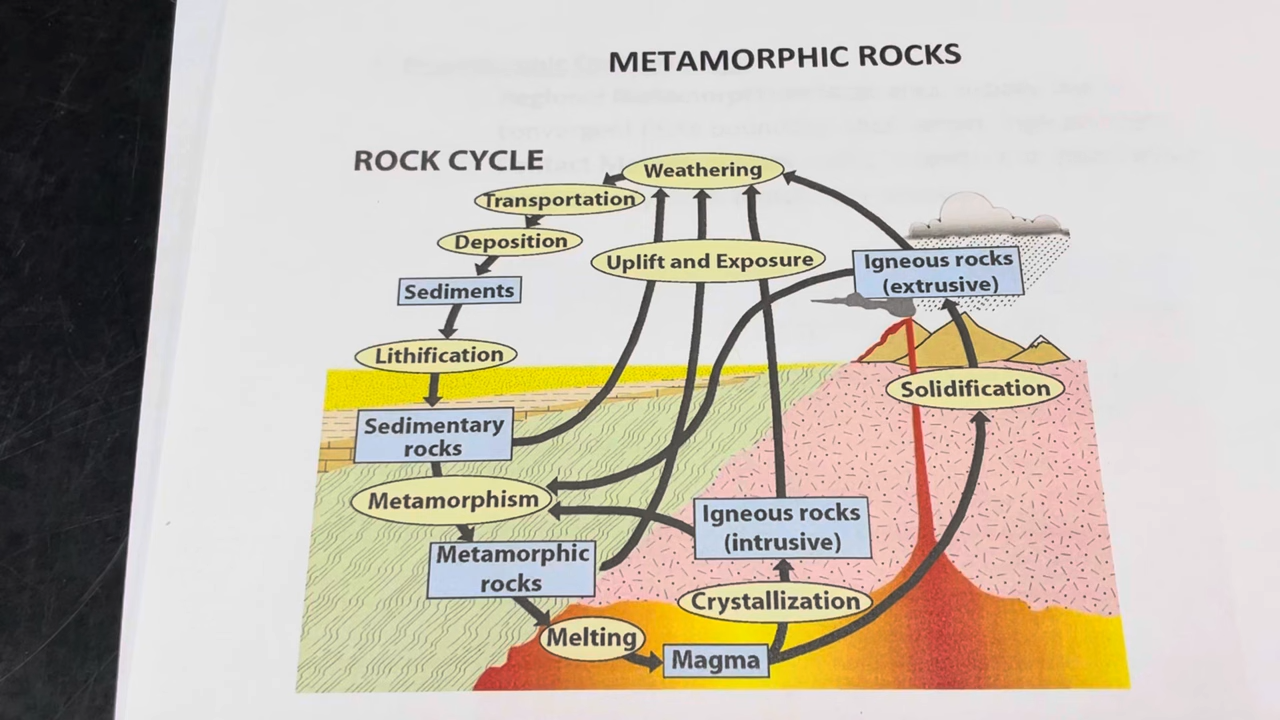 METAMORPHIC ROCKS
ROCK CYCLE
Weathering
Transportation
Deposition
Uplift and Exposure
Igneous rocks
(extrusive)
Sediments
Lithification
Solidification
Sedimentary
rocks
Metamorphism
Igneous rocks
(intrusive)
Metamorphic
rocks
Crystallization
Melting
Magma